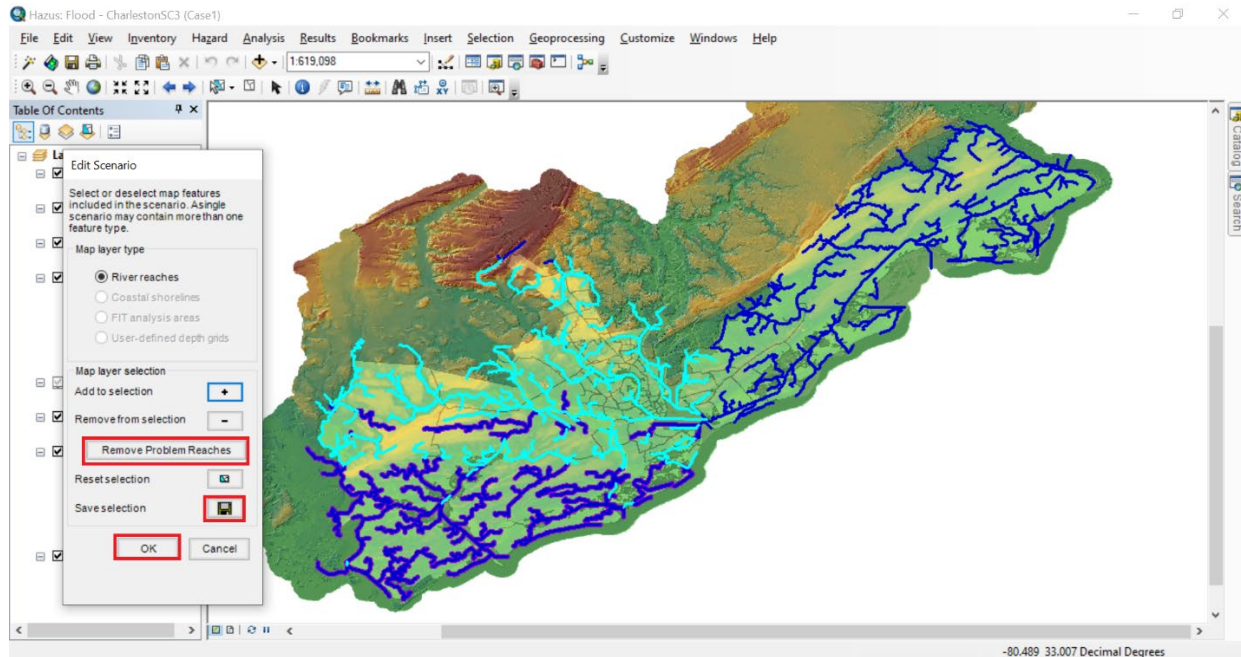 Hazus: Flood - CharlestonSC3 (Case1)
File Edit View Inventory Hazard Analysis Results Bookmarks Insert Selection Geoprocessing Customize Windows Help
1:619,098
Table Of Contents
La
Edit Scenario
Select or deselect map features
included in the scenario. Asingle
scenario may contain more than one
feature type.
Map layer type
River reaches
Coastal shorelines
FIT analysis areas
User-defined depth grids
Map layer selection
Add to selection +
Remove from selection -
Remove Problem Reaches
Reset selection
Save selection
OK Cancel
Catalog
Search
-80.489 33.007 Decimal Degrees